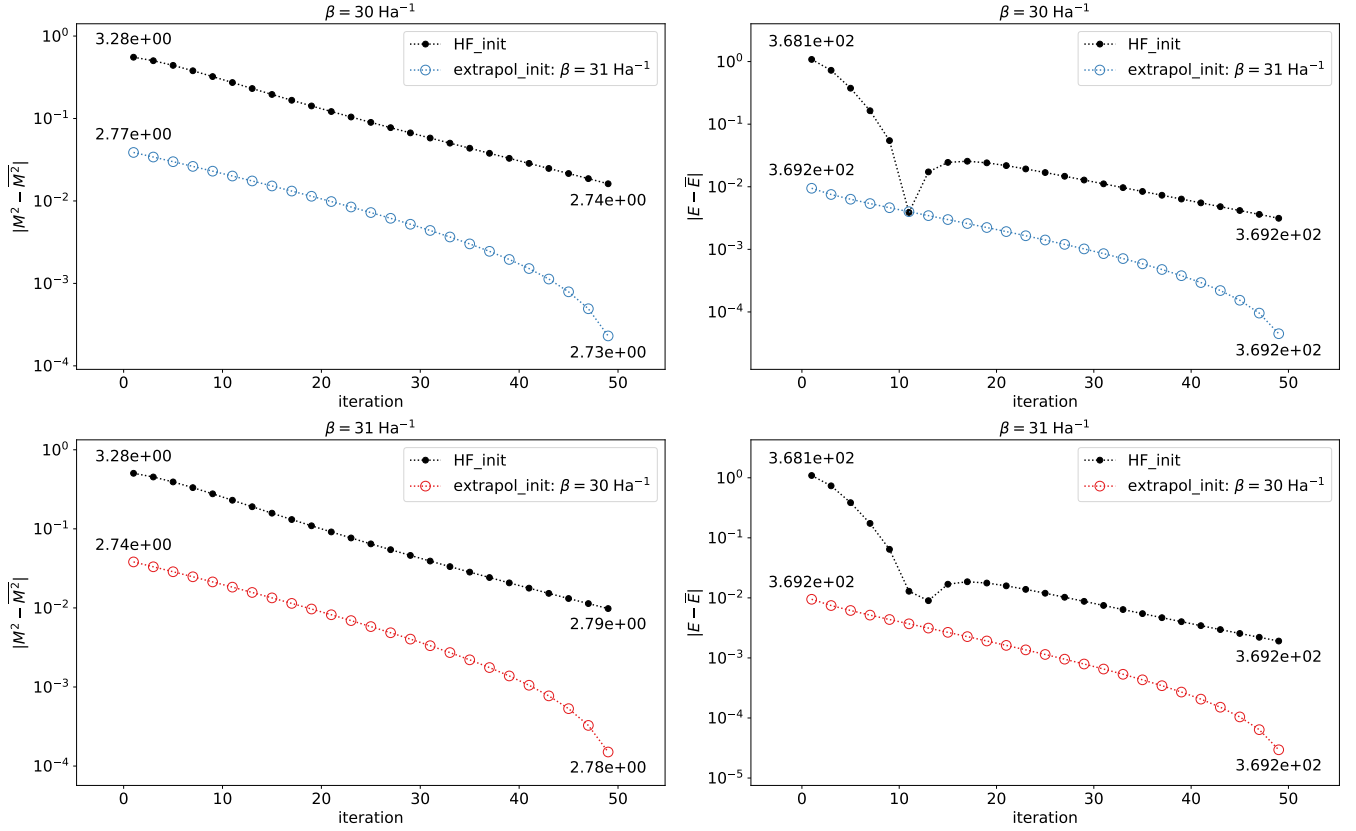 β = 30 Ha⁻¹
10⁰
10⁻¹
10⁻²
10⁻³
10⁻⁴
|M² − M̅²̅|
3.28e+00
2.77e+00
2.74e+00
2.73e+00
HF_init
extrapol_init: β = 31 Ha⁻¹
0 10 20 30 40 50
iteration
β = 30 Ha⁻¹
10⁰
10⁻¹
10⁻²
10⁻³
10⁻⁴
|E − E̅|
3.681e+02
3.692e+02
3.692e+02
3.692e+02
HF_init
extrapol_init: β = 31 Ha⁻¹
0 10 20 30 40 50
iteration
β = 31 Ha⁻¹
10⁰
10⁻¹
10⁻²
10⁻³
10⁻⁴
|M² − M̅²̅|
3.28e+00
2.74e+00
2.79e+00
2.78e+00
HF_init
extrapol_init: β = 30 Ha⁻¹
0 10 20 30 40 50
iteration
β = 31 Ha⁻¹
10⁰
10⁻¹
10⁻²
10⁻³
10⁻⁴
10⁻⁵
|E − E̅|
3.681e+02
3.692e+02
3.692e+02
3.692e+02
HF_init
extrapol_init: β = 30 Ha⁻¹
0 10 20 30 40 50
iteration